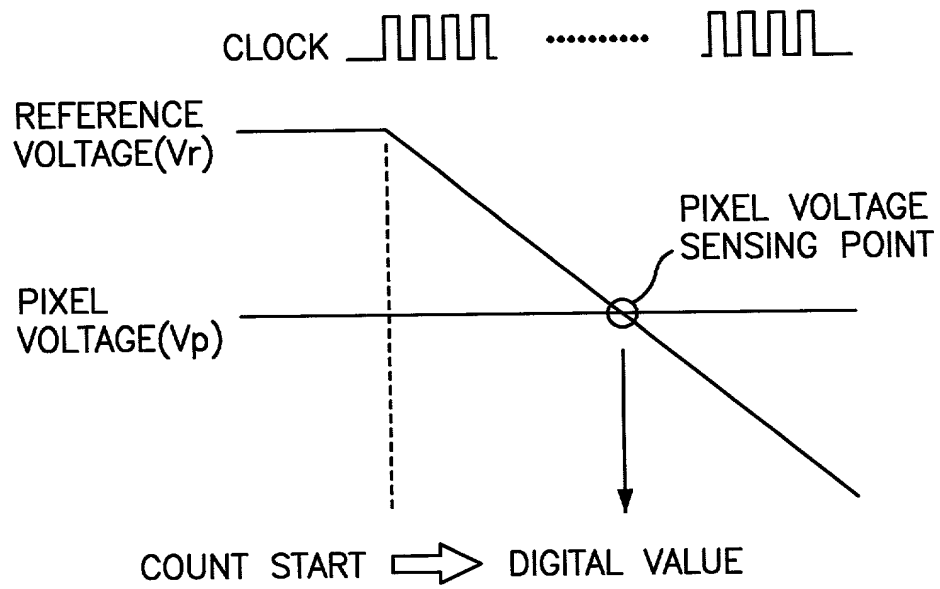 CLOCK
REFERENCE
VOLTAGE(Vr)
PIXEL VOLTAGE
SENSING POINT
PIXEL
VOLTAGE(Vp)
COUNT START
DIGITAL VALUE